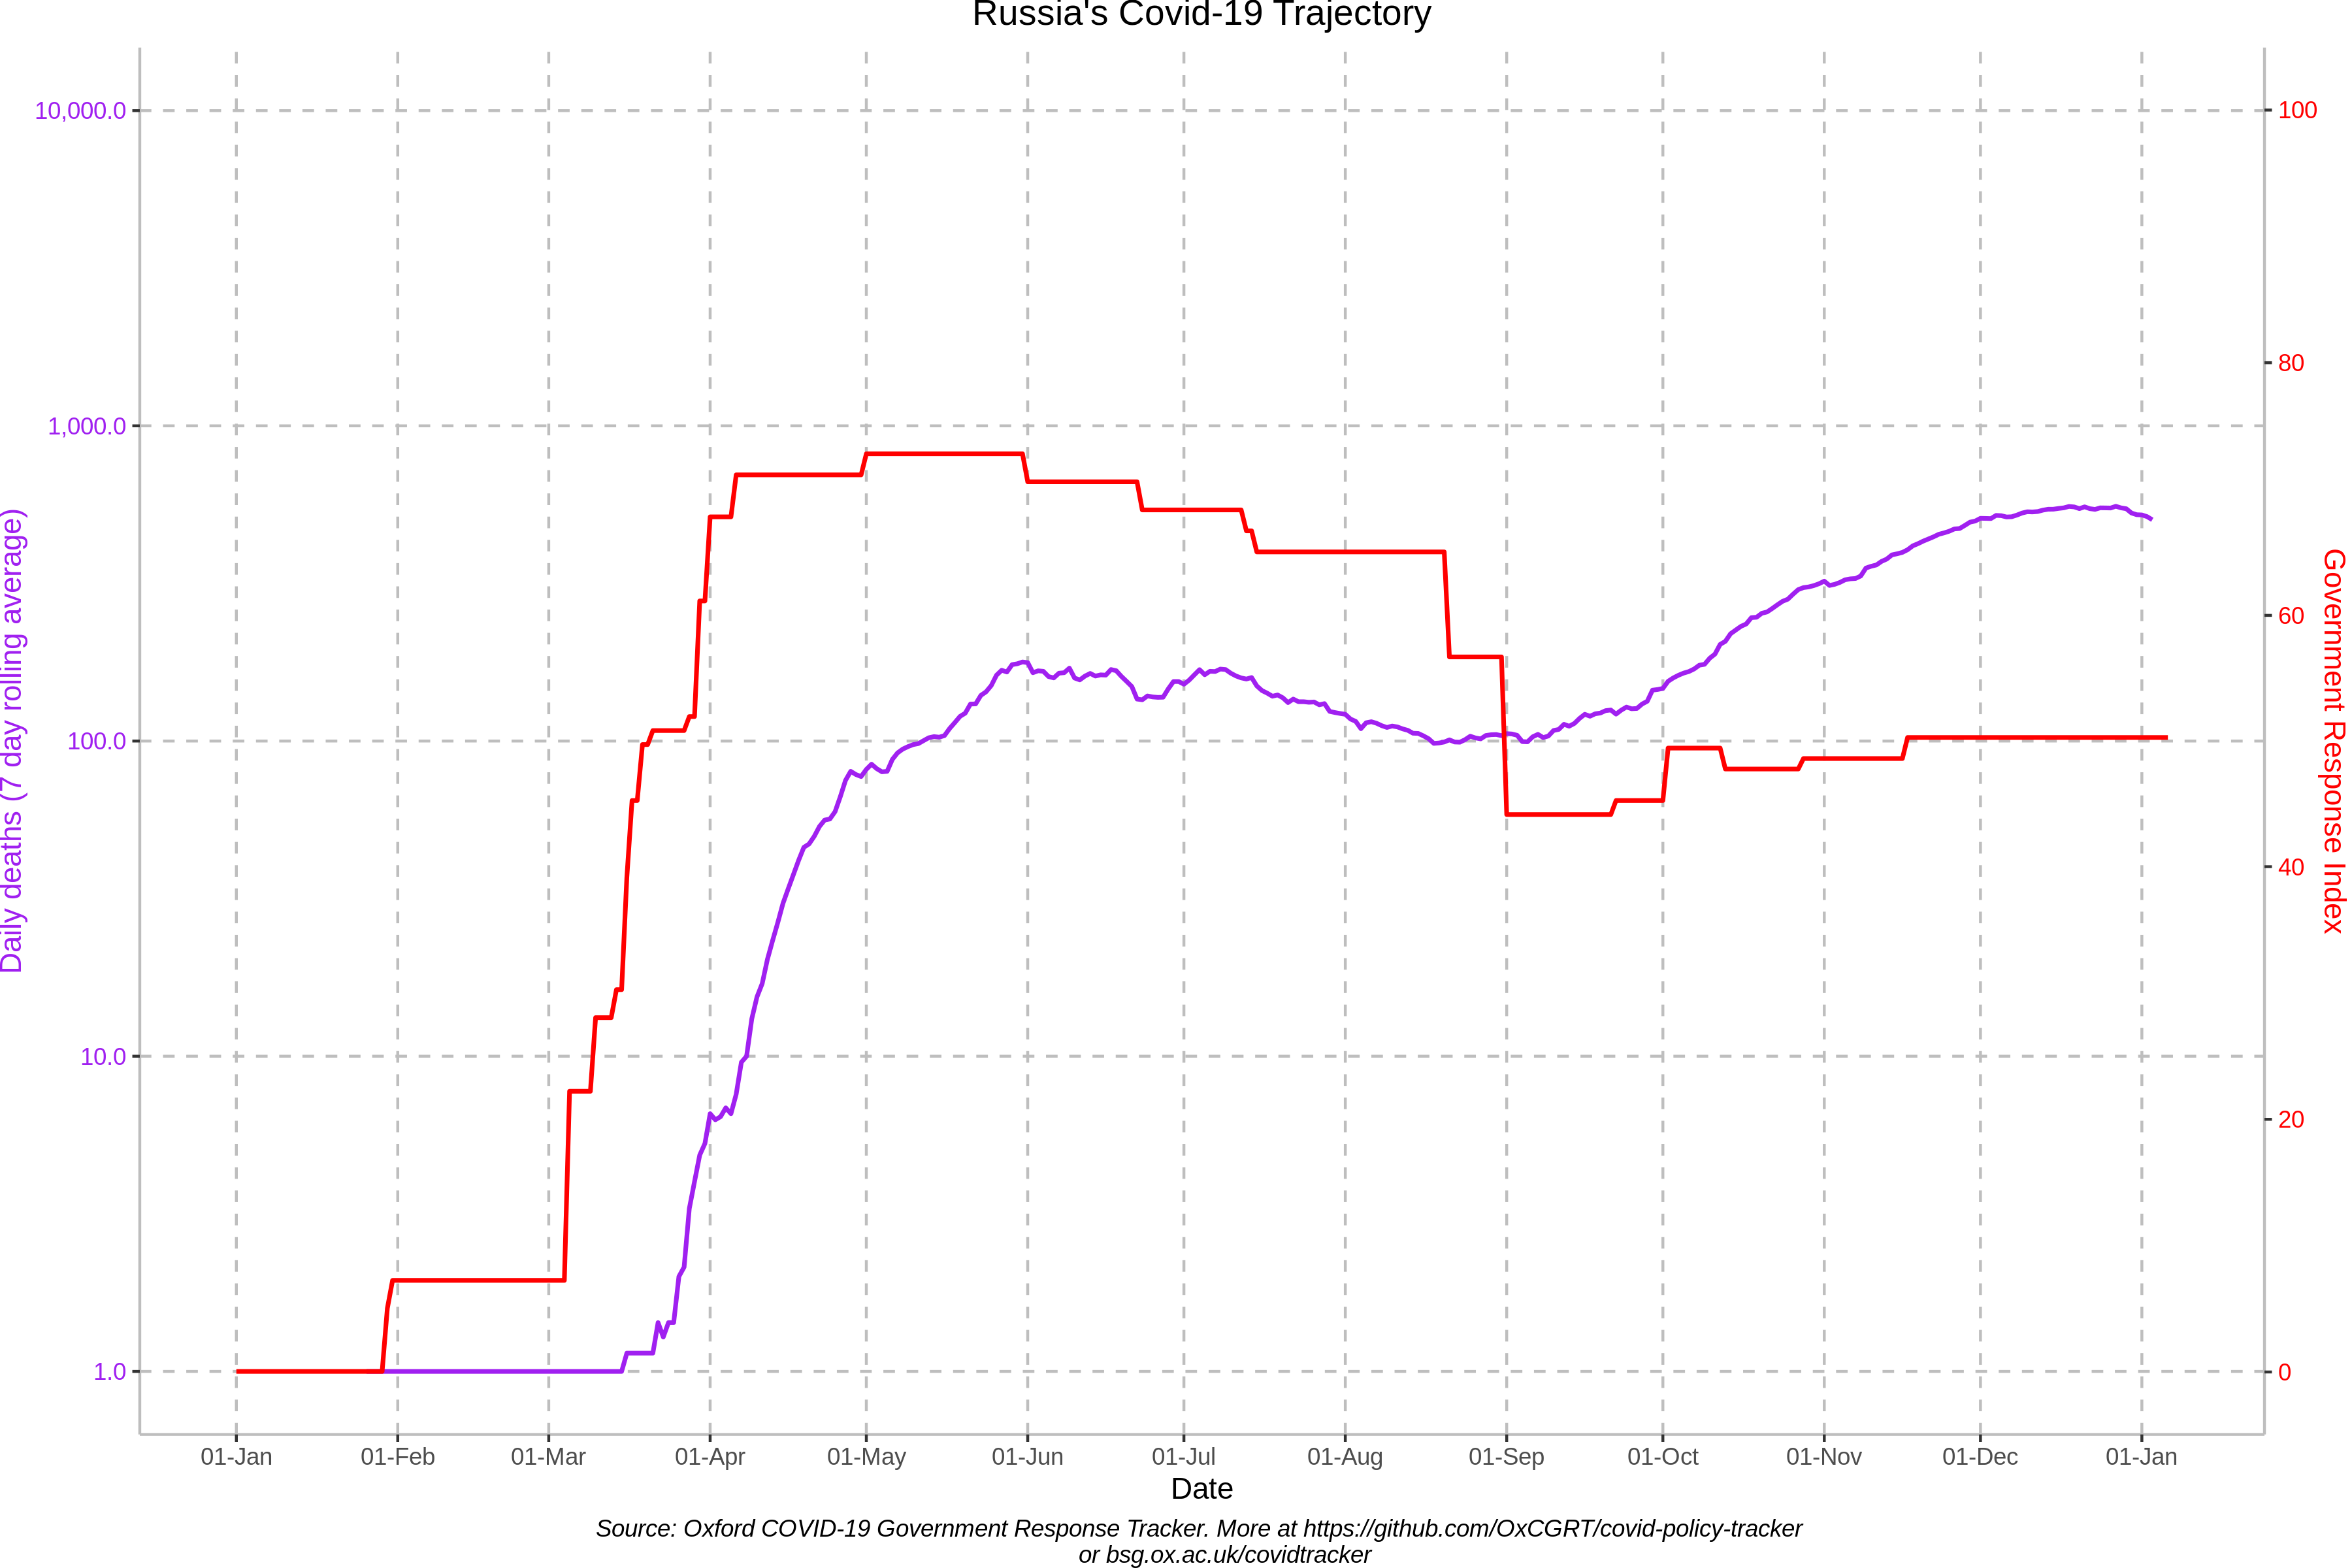 Russia's Covid-19 Trajectory
10,000.0
1,000.0
100.0
10.0
1.0
Daily deaths (7 day rolling average)
100
80
60
40
20
0
Government Response Index
01-Jan 01-Feb 01-Mar 01-Apr 01-May 01-Jun 01-Jul 01-Aug 01-Sep 01-Oct 01-Nov 01-Dec 01-Jan
Date
Source: Oxford COVID-19 Government Response Tracker. More at https://github.com/OxCGRT/covid-policy-tracker
or bsg.ox.ac.uk/covidtracker